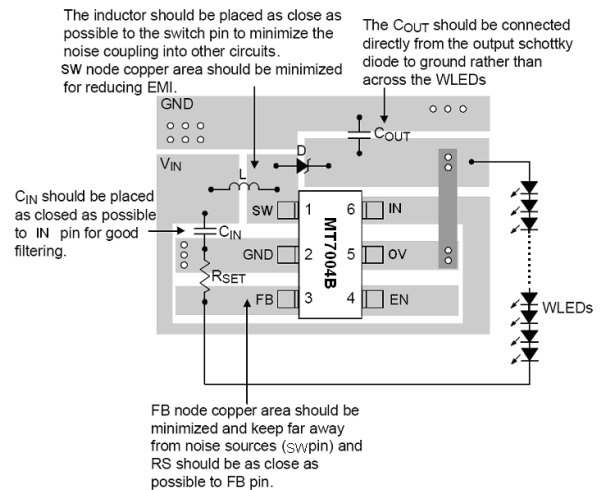 The inductor should be placed as close as
possible to the switch pin to minimize the
noise coupling into other circuits.
SW node copper area should be minimized
for reducing EMI.
The COUT should be connected
directly from the output schottky
diode to ground rather than
across the WLEDs
GND
COUT
D
VIN
L
CIN should be placed
as closed as possible
to IN pin for good
filtering.
SW 1 6 IN
CIN
MT7004B
GND 2 5 OV
RSET
FB 3 4 EN
WLEDs
FB node copper area should be
minimized and keep far away
from noise sources (SWpin) and
RS should be as close as
possible to FB pin.